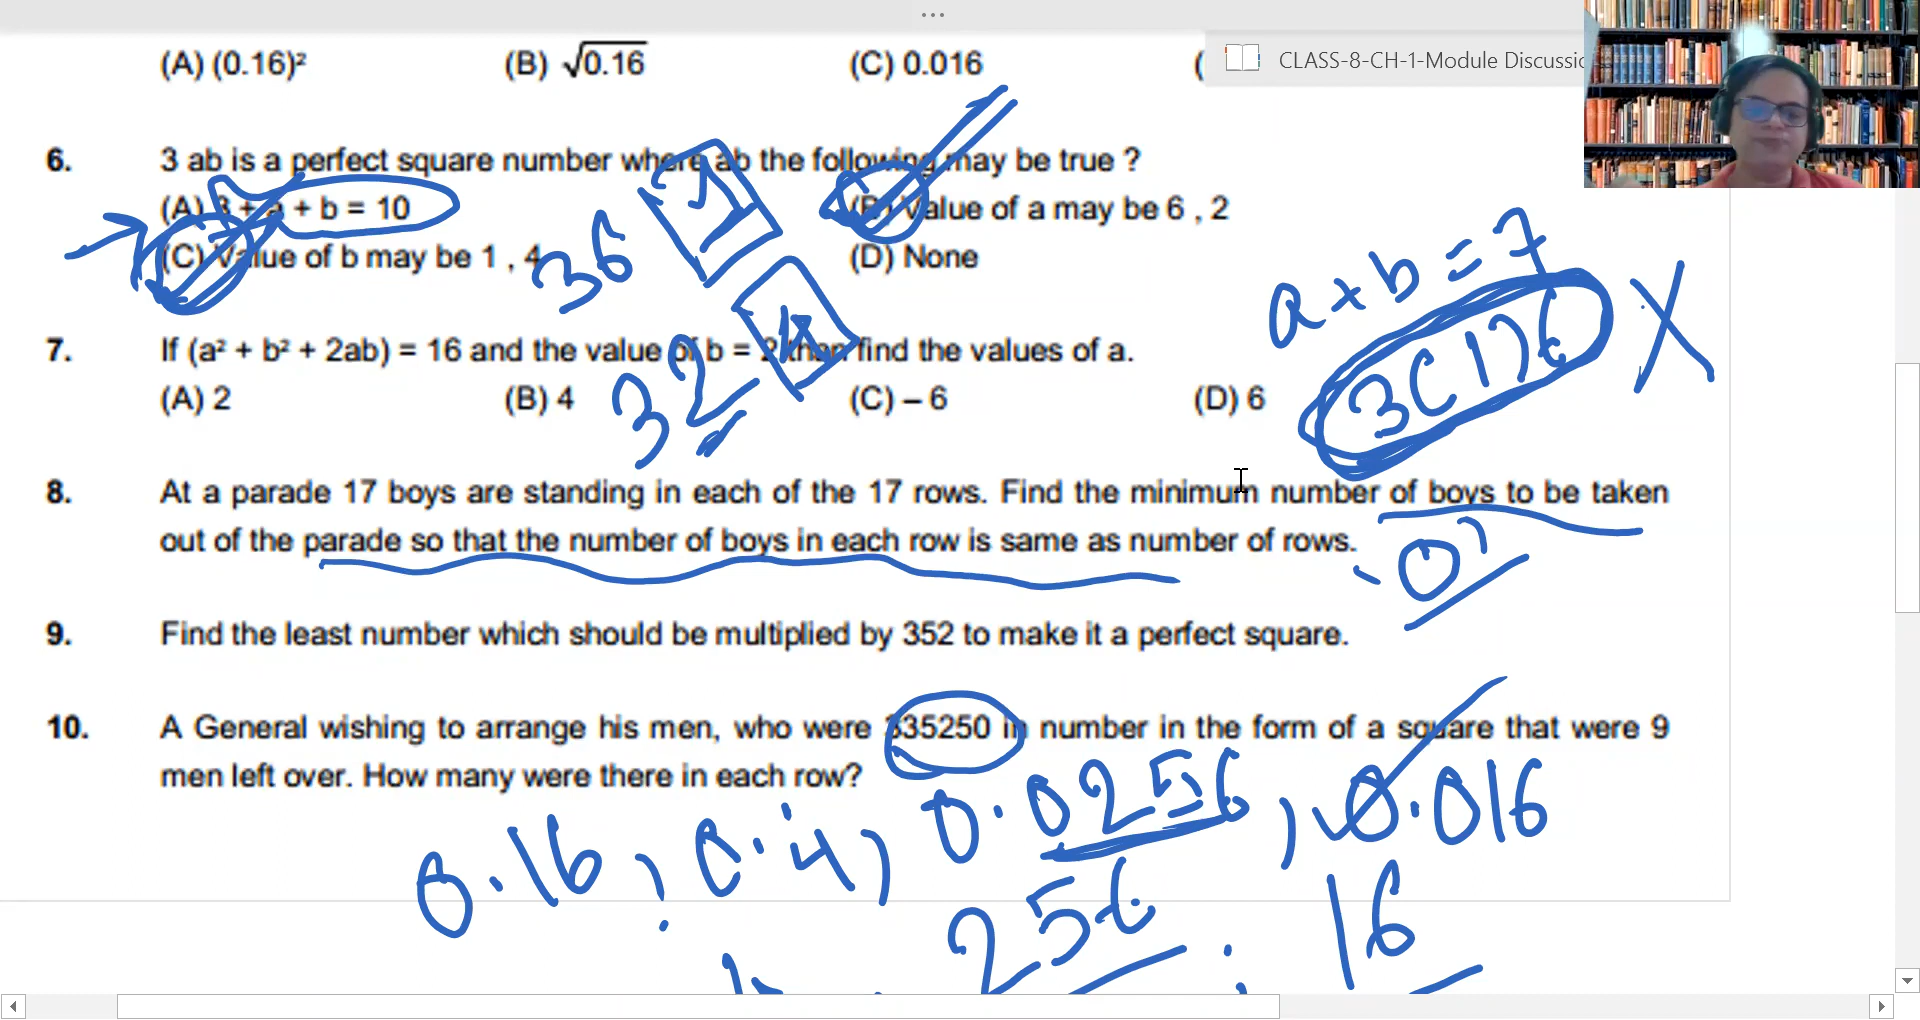 (A) (0.16)² (B) √0.16 (C) 0.016 (
CLASS-8-CH-1-Module Discussio
6. 3 ab is a perfect square number where ab the following may be true ?
(A) 3 + a + b = 10 (B) Value of a may be 6 , 2
(C) Value of b may be 1 , 4 (D) None
36 1
324
a + b = 7
3( 1 ) 6 X
7. If (a² + b² + 2ab) = 16 and the value of b = 2 then find the values of a.
(A) 2 (B) 4 (C) – 6 (D) 6
8. At a parade 17 boys are standing in each of the 17 rows. Find the minimum number of boys to be taken
out of the parade so that the number of boys in each row is same as number of rows.
9. Find the least number which should be multiplied by 352 to make it a perfect square.
10. A General wishing to arrange his men, who were 335250 in number in the form of a square that were 9
men left over. How many were there in each row?
0.16 , 0.4 , 0.0256 , 0.016
256 16